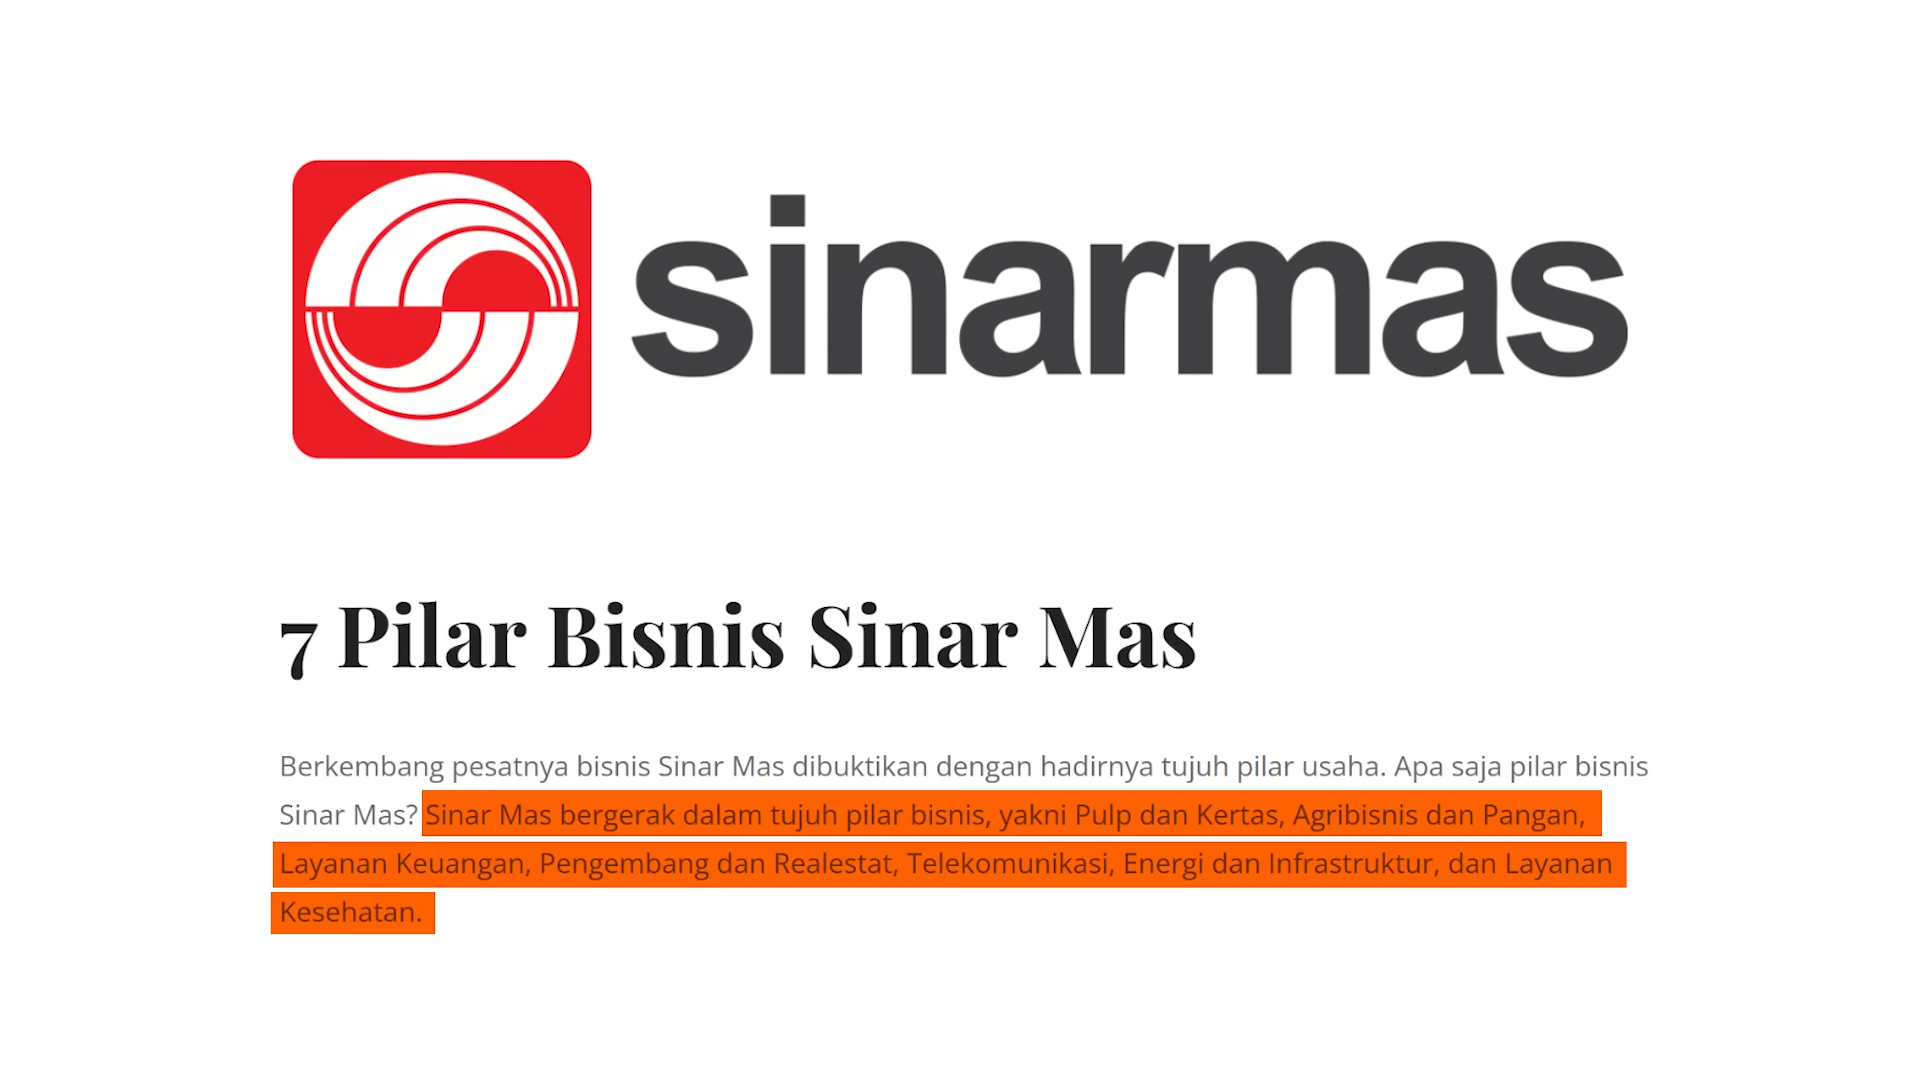 sinarmas
7 Pilar Bisnis Sinar Mas
Berkembang pesatnya bisnis Sinar Mas dibuktikan dengan hadirnya tujuh pilar usaha. Apa saja pilar bisnis
Sinar Mas? Sinar Mas bergerak dalam tujuh pilar bisnis, yakni Pulp dan Kertas, Agribisnis dan Pangan,
Layanan Keuangan, Pengembang dan Realestat, Telekomunikasi, Energi dan Infrastruktur, dan Layanan
Kesehatan.